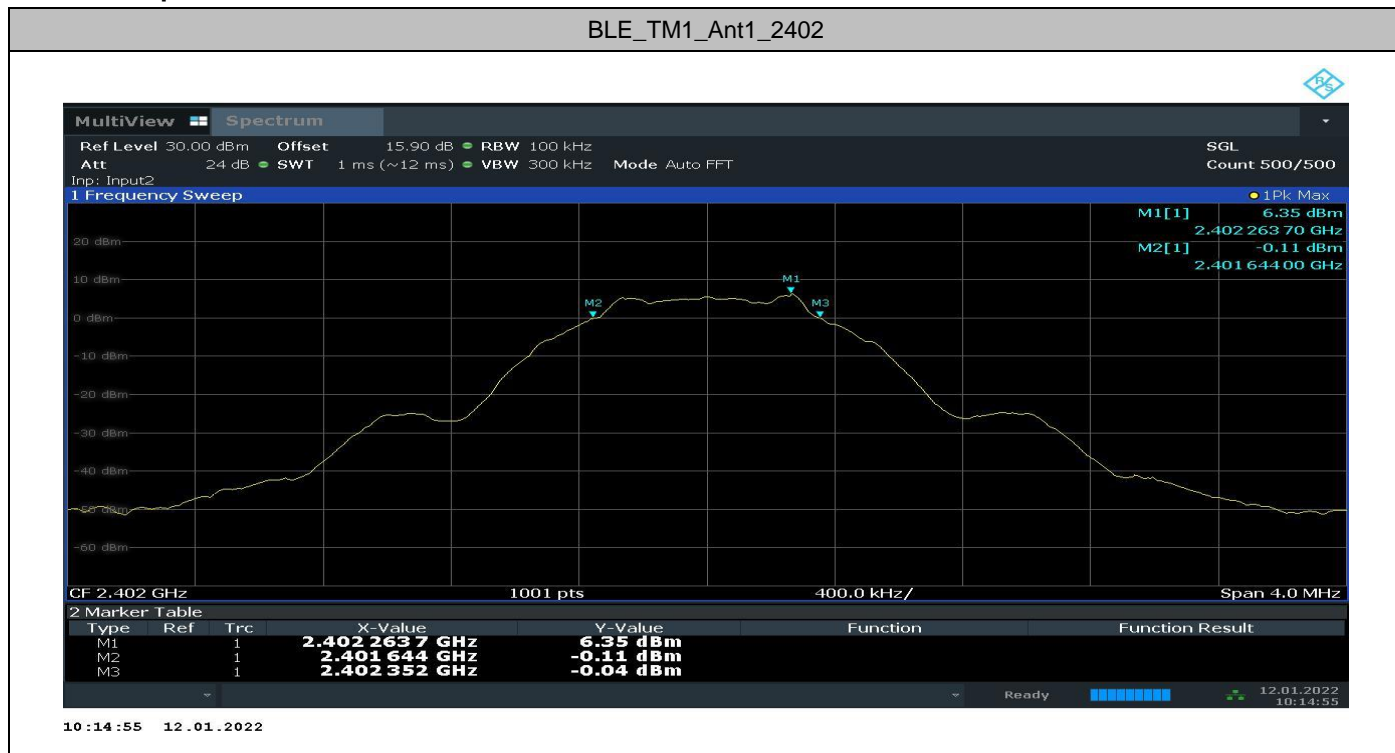 BLE_TM1_Ant1_2402
R&S
MultiView Spectrum
Ref Level 30.00 dBm Offset 15.90 dB RBW 100 kHz SGL
Att 24 dB SWT 1 ms (~12 ms) VBW 300 kHz Mode Auto FFT Count 500/500
Inp: Input2
1 Frequency Sweep 1Pk Max
M1[1] 6.35 dBm
2.402 263 70 GHz
20 dBm
M2[1] -0.11 dBm
2.401 644 00 GHz
10 dBm
M1
M2 M3
0 dBm
-10 dBm
-20 dBm
-30 dBm
-40 dBm
-50 dBm
-60 dBm
CF 2.402 GHz 1001 pts 400.0 kHz/ Span 4.0 MHz
2 Marker Table
Type Ref Trc X-Value Y-Value Function Function Result
M1 1 2.402 263 7 GHz 6.35 dBm
M2 1 2.401 644 GHz -0.11 dBm
M3 1 2.402 352 GHz -0.04 dBm
Ready 12.01.2022
10:14:55
10:14:55 12.01.2022